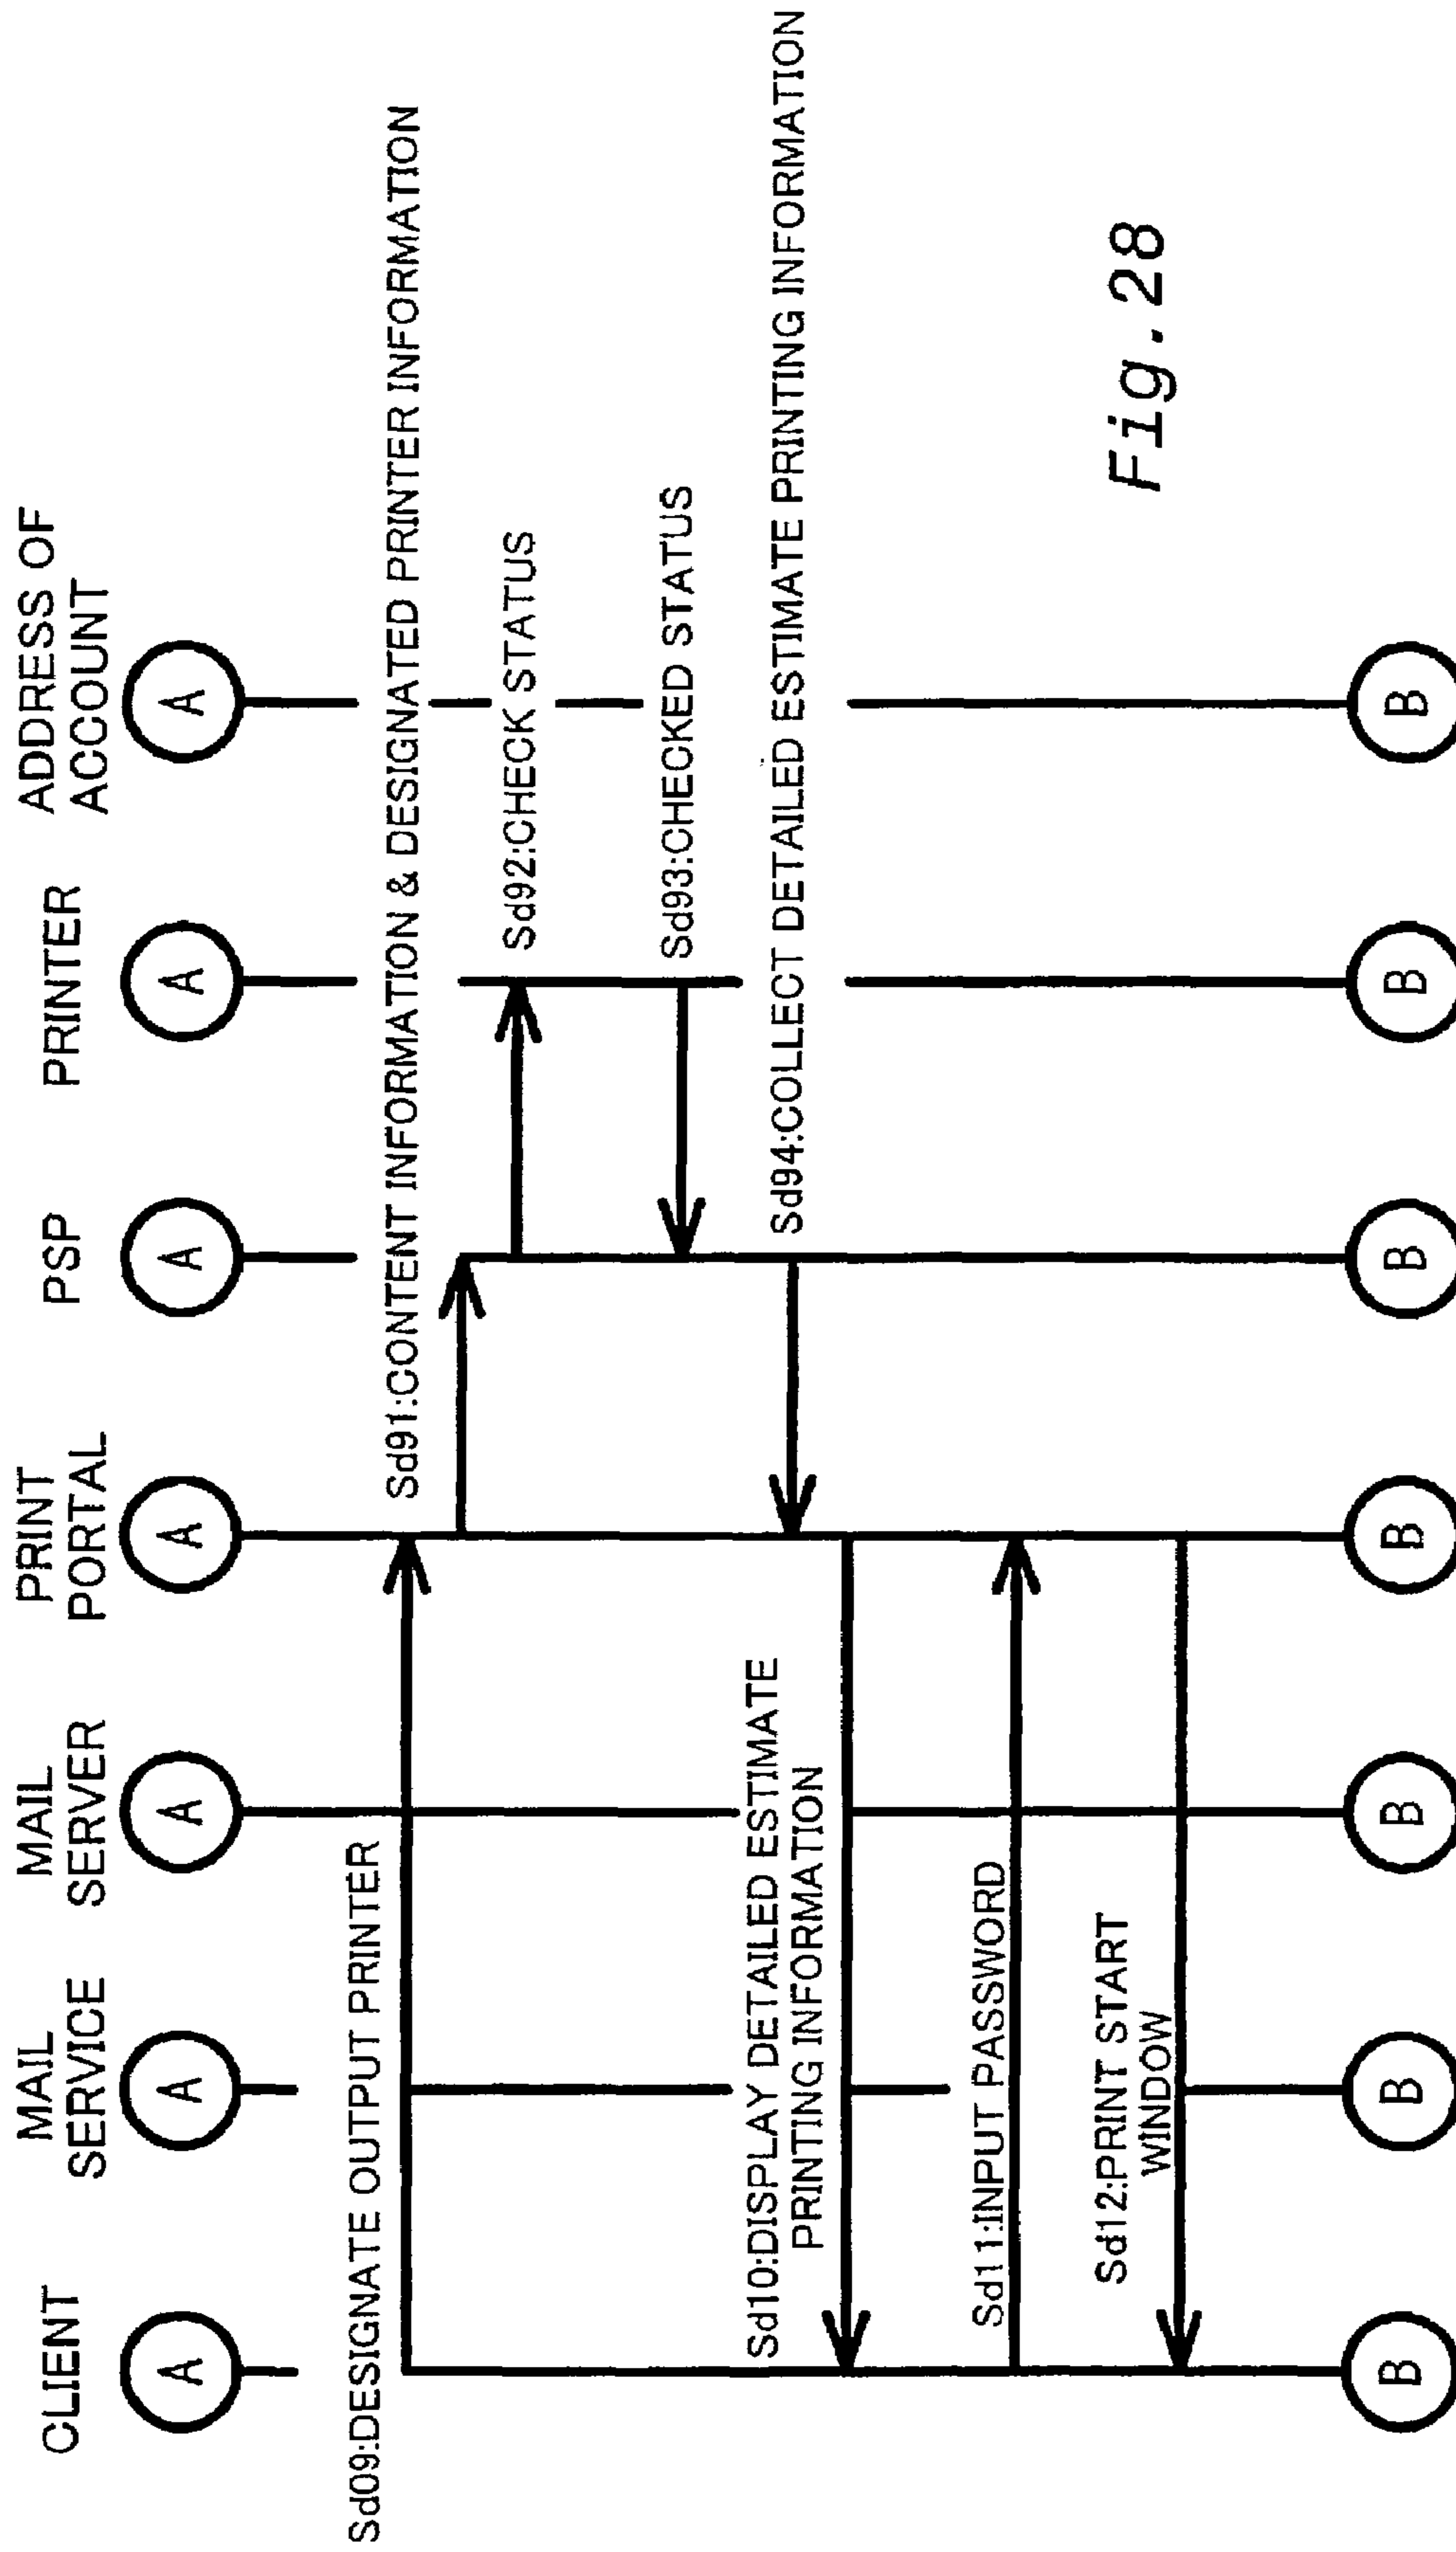 CLIENT
MAIL
SERVICE
MAIL
SERVER
PRINT
PORTAL
PSP
PRINTER
ADDRESS OF
ACCOUNT
A
A
A
A
A
A
A
Sd09:DESIGNATE OUTPUT PRINTER
Sd91:CONTENT INFORMATION & DESIGNATED PRINTER INFORMATION
Sd92:CHECK STATUS
Sd93:CHECKED STATUS
Sd94:COLLECT DETAILED ESTIMATE PRINTING INFORMATION
Sd10:DISPLAY DETAILED ESTIMATE
PRINTING INFORMATION
Sd11:INPUT PASSWORD
Sd12:PRINT START
WINDOW
B
B
B
B
B
B
B
Fig.28